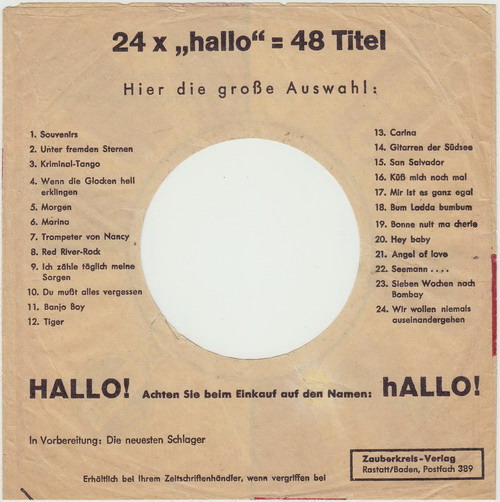 24 x „hallo“ = 48 Titel
Hier die große Auswahl:
1. Souvenirs
2. Unter fremden Sternen
3. Kriminal-Tango
4. Wenn die Glocken hell
erklingen
5. Morgen
6. Marina
7. Trompeter von Nancy
8. Red River-Rock
9. Ich zähle täglich meine
Sorgen
10. Du mußt alles vergessen
11. Banjo Boy
12. Tiger
13. Carina
14. Gitarren der Südsee
15. San Salvador
16. Küß mich noch mal
17. Mir ist es ganz egal
18. Bum Ladda bumbum
19. Bonne nuit ma cherie
20. Hey baby
21. Angel of love
22. Seemann ....
23. Sieben Wochen nach
Bombay
24. Wir wollen niemals
auseinandergehen
HALLO! Achten Sie beim Einkauf auf den Namen: hALLO!
In Vorbereitung: Die neuesten Schlager
Erhältlich bei Ihrem Zeitschriftenhändler, wenn vergriffen bei
Zauberkreis-Verlag
Rastatt/Baden, Postfach 389